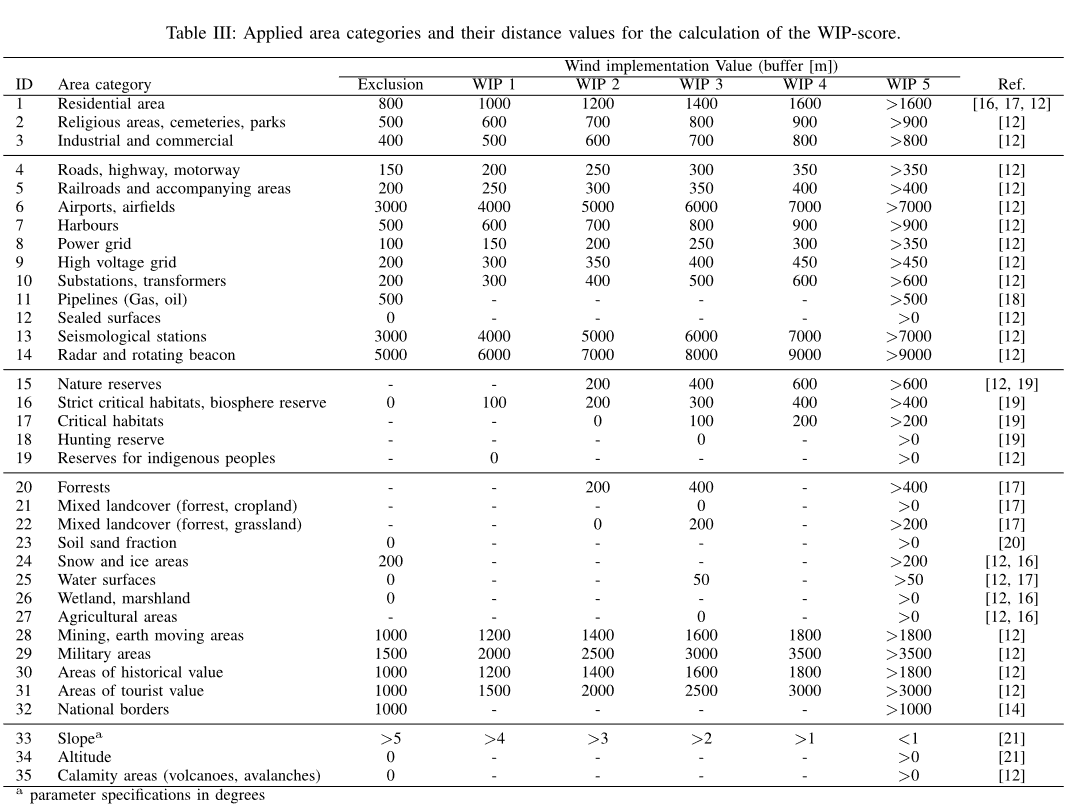 Table III: Applied area categories and their distance values for the calculation of the WIP-score.
Wind implementation Value (buffer [m])
ID Area category Exclusion WIP 1 WIP 2 WIP 3 WIP 4 WIP 5 Ref.
1 Residential area 800 1000 1200 1400 1600 >1600 [16, 17, 12]
2 Religious areas, cemeteries, parks 500 600 700 800 900 >900 [12]
3 Industrial and commercial 400 500 600 700 800 >800 [12]
4 Roads, highway, motorway 150 200 250 300 350 >350 [12]
5 Railroads and accompanying areas 200 250 300 350 400 >400 [12]
6 Airports, airfields 3000 4000 5000 6000 7000 >7000 [12]
7 Harbours 500 600 700 800 900 >900 [12]
8 Power grid 100 150 200 250 300 >350 [12]
9 High voltage grid 200 300 350 400 450 >450 [12]
10 Substations, transformers 200 300 400 500 600 >600 [12]
11 Pipelines (Gas, oil) 500 - - - - >500 [18]
12 Sealed surfaces 0 - - - - >0 [12]
13 Seismological stations 3000 4000 5000 6000 7000 >7000 [12]
14 Radar and rotating beacon 5000 6000 7000 8000 9000 >9000 [12]
15 Nature reserves - - 200 400 600 >600 [12, 19]
16 Strict critical habitats, biosphere reserve 0 100 200 300 400 >400 [19]
17 Critical habitats - - 0 100 200 >200 [19]
18 Hunting reserve - - - 0 - >0 [19]
19 Reserves for indigenous peoples - 0 - - - >0 [12]
20 Forrests - - 200 400 - >400 [17]
21 Mixed landcover (forrest, cropland) - - - 0 - >0 [17]
22 Mixed landcover (forrest, grassland) - - 0 200 - >200 [17]
23 Soil sand fraction 0 - - - - >0 [20]
24 Snow and ice areas 200 - - - - >200 [12, 16]
25 Water surfaces 0 - - 50 - >50 [12, 17]
26 Wetland, marshland 0 - - - - >0 [12, 16]
27 Agricultural areas - - - 0 - >0 [12, 16]
28 Mining, earth moving areas 1000 1200 1400 1600 1800 >1800 [12]
29 Military areas 1500 2000 2500 3000 3500 >3500 [12]
30 Areas of historical value 1000 1200 1400 1600 1800 >1800 [12]
31 Areas of tourist value 1000 1500 2000 2500 3000 >3000 [12]
32 National borders 1000 - - - - >1000 [14]
33 Slopeᵃ >5 >4 >3 >2 >1 <1 [21]
34 Altitude 0 - - - - >0 [21]
35 Calamity areas (volcanoes, avalanches) 0 - - - - >0 [12]
ᵃ parameter specifications in degrees